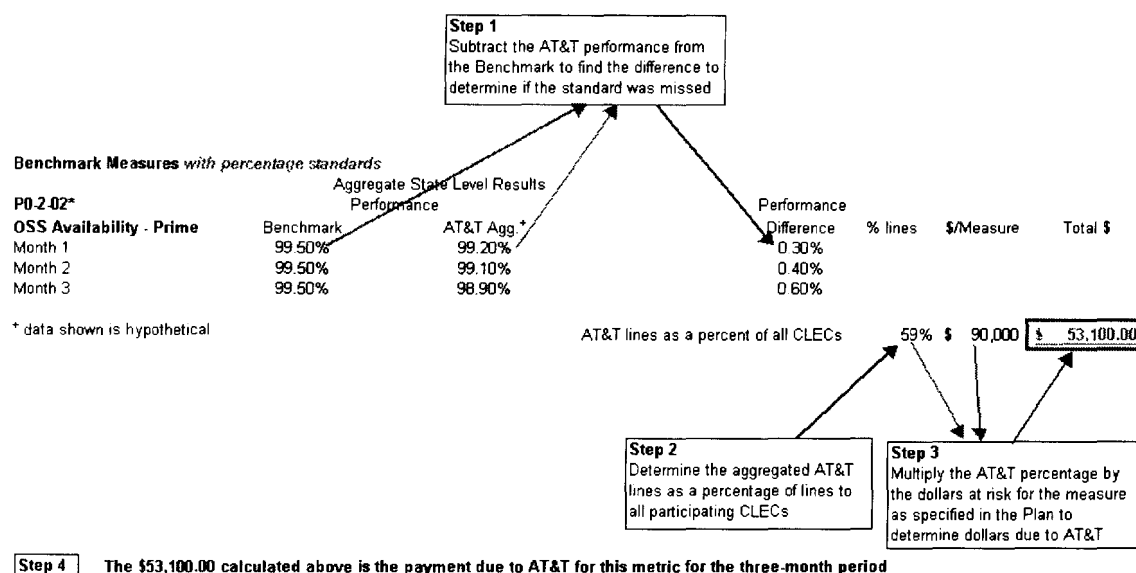 Step 1
Subtract the AT&T performance from
the Benchmark to find the difference to
determine if the standard was missed
Benchmark Measures with percentage standards
Aggregate State Level Results
P0-2-02* Performance Performance
OSS Availability - Prime Benchmark AT&T Agg.+ Difference % lines $/Measure Total $
Month 1 99.50% 99.20% 0.30%
Month 2 99.50% 99.10% 0.40%
Month 3 99.50% 98.90% 0.60%
+ data shown is hypothetical AT&T lines as a percent of all CLECs 59% $ 90,000 $ 53,100.00
Step 2
Determine the aggregated AT&T
lines as a percentage of lines to
all participating CLECs
Step 3
Multiply the AT&T percentage by
the dollars at risk for the measure
as specified in the Plan to
determine dollars due to AT&T
Step 4 The $53,100.00 calculated above is the payment due to AT&T for this metric for the three-month period